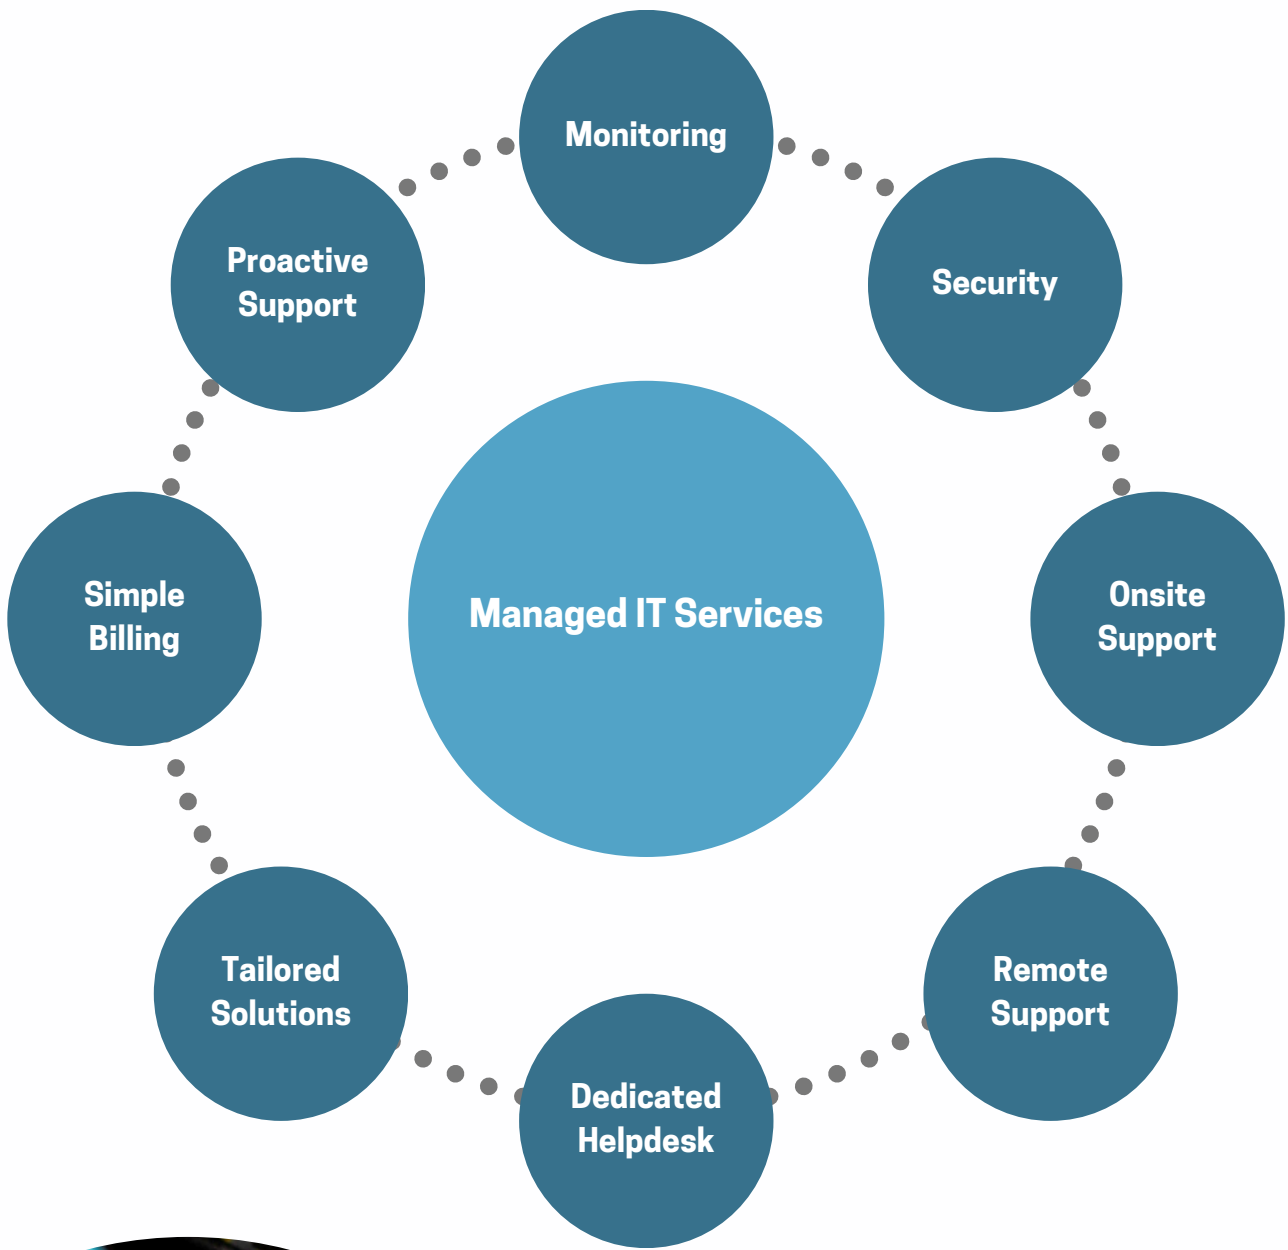 Monitoring
Security
Onsite
Support
Remote
Support
Dedicated
Helpdesk
Tailored
Solutions
Simple
Billing
Proactive
Support
Managed IT Services